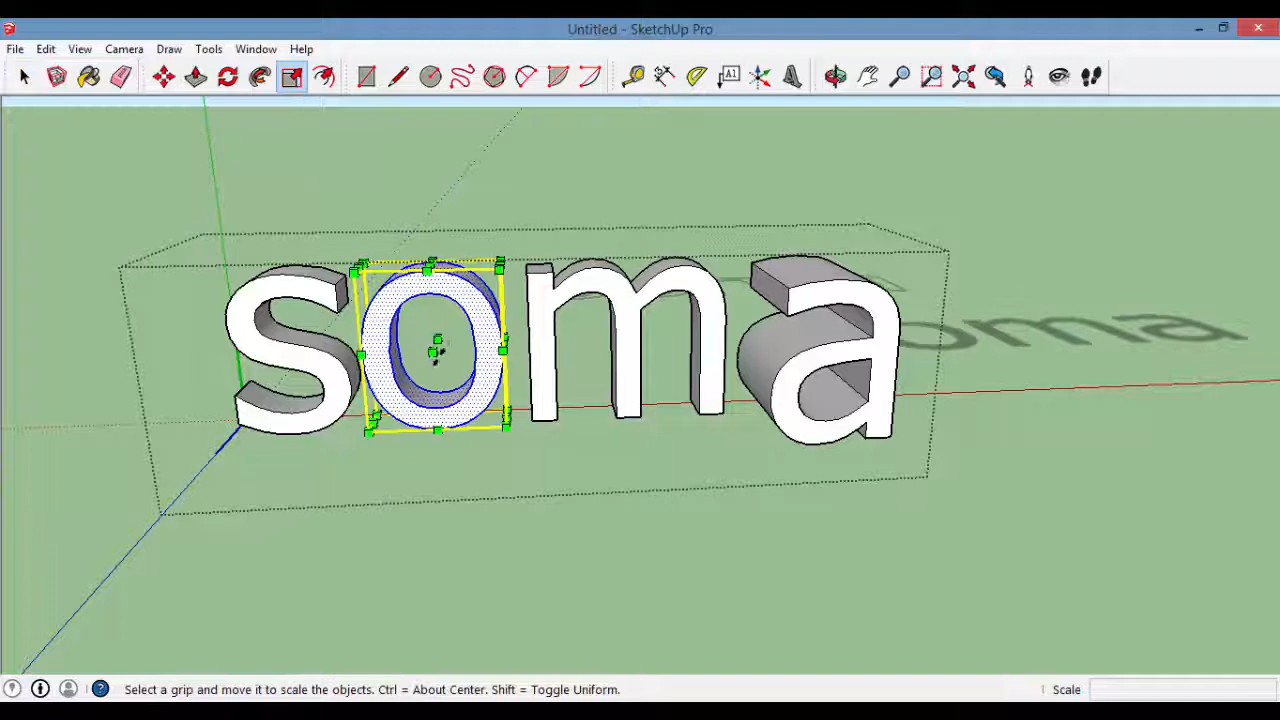 Untitled - SketchUp Pro
File Edit View Camera Draw Tools Window Help
A1
soma
soma
Select a grip and move it to scale the objects. Ctrl = About Center. Shift = Toggle Uniform.
Scale